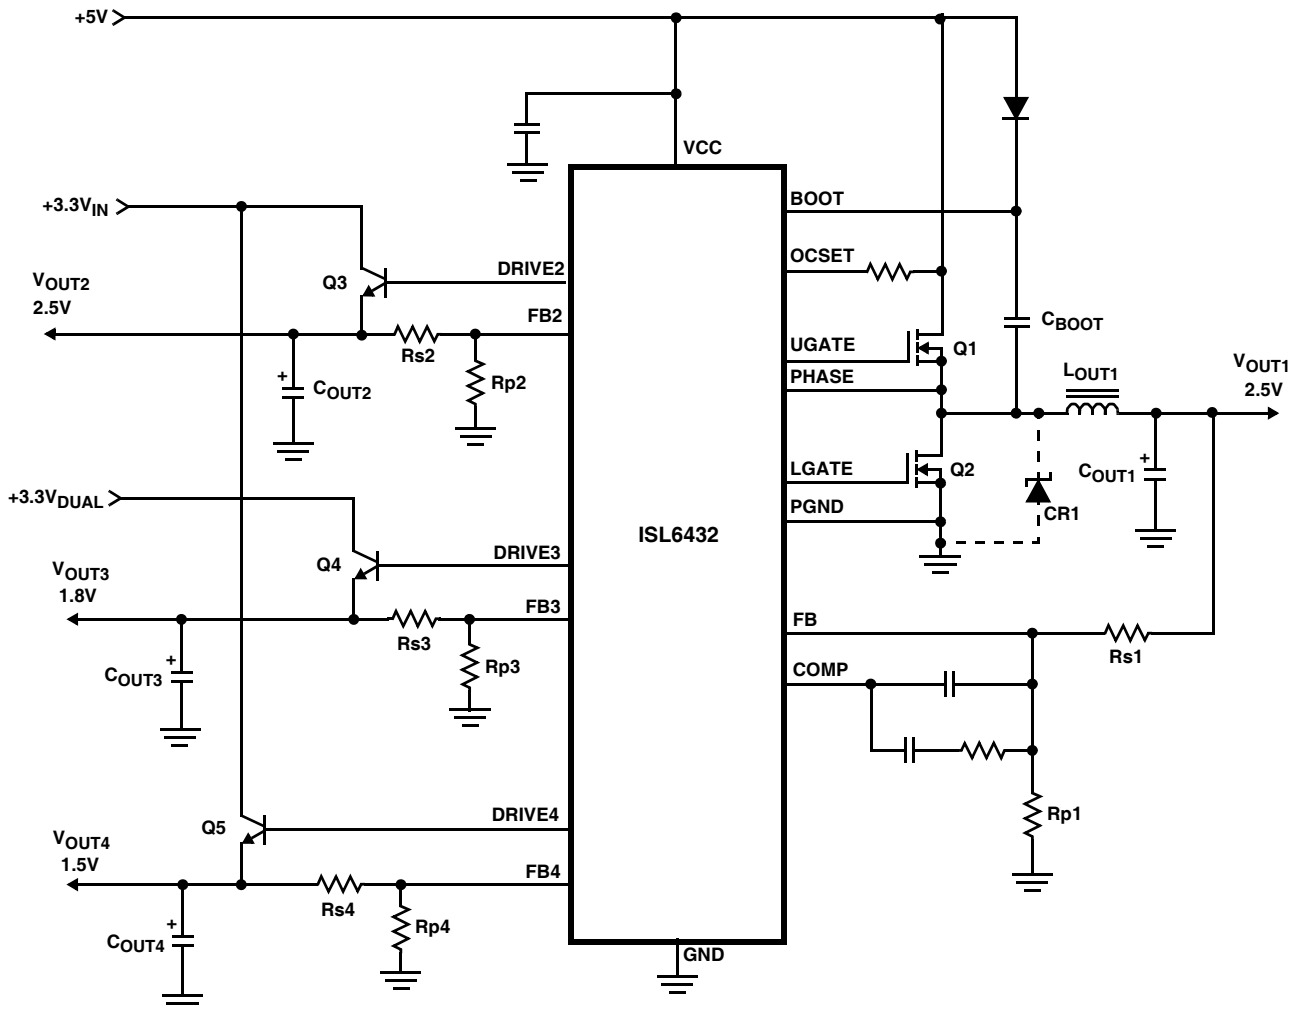 +5V
VCC
+3.3VIN
BOOT
OCSET
DRIVE2
Q3
VOUT2
2.5V
FB2
CBOOT
UGATE
Q1
Rs2
PHASE
LOUT1
VOUT1
2.5V
Rp2
+
COUT2
LGATE
Q2
+
COUT1
+3.3VDUAL
PGND
CR1
ISL6432
DRIVE3
Q4
VOUT3
1.8V
FB3
FB
Rs3
Rs1
+
COUT3
Rp3
COMP
DRIVE4
Q5
Rp1
VOUT4
1.5V
FB4
Rs4
+
COUT4
Rp4
GND